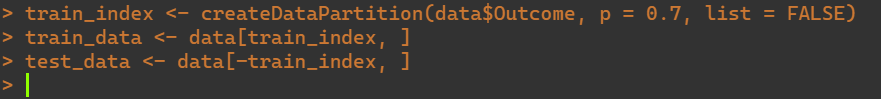 > train_index <- createDataPartition(data$Outcome, p = 0.7, list = FALSE)
> train_data <- data[train_index, ]
> test_data <- data[-train_index, ]
>